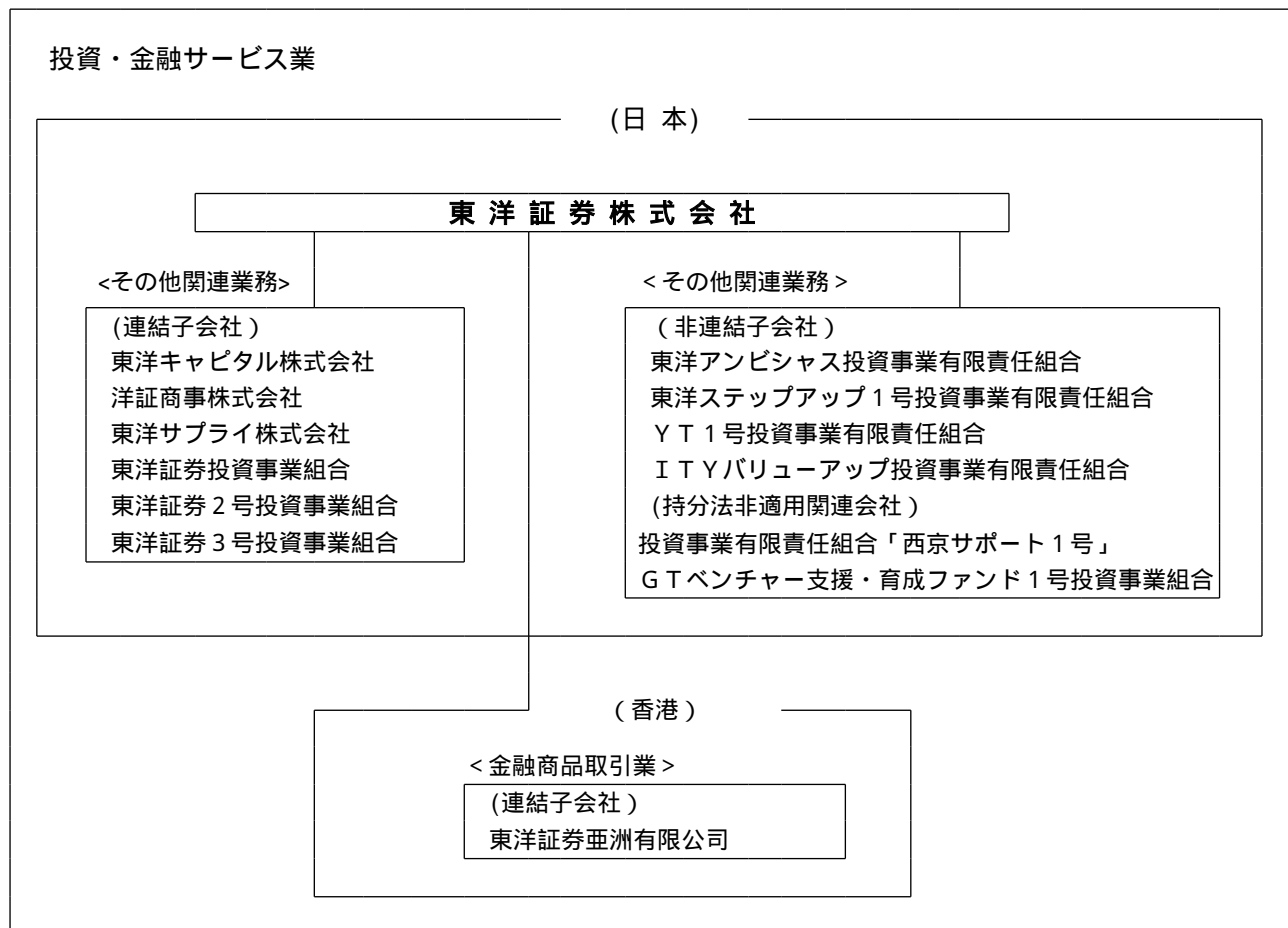 投資・金融サービス業
(日 本)
東 洋 証 券 株 式 会 社
<その他関連業務>
(連結子会社)
東洋キャピタル株式会社
洋証商事株式会社
東洋サプライ株式会社
東洋証券投資事業組合
東洋証券２号投資事業組合
東洋証券３号投資事業組合
＜その他関連業務＞
(非連結子会社)
東洋アンビシャス投資事業有限責任組合
東洋ステップアップ１号投資事業有限責任組合
ＹＴ１号投資事業有限責任組合
ＩＴＹバリューアップ投資事業有限責任組合
(持分法非適用関連会社)
投資事業有限責任組合「西京サポート１号」
ＧＴベンチャー支援・育成ファンド１号投資事業組合
(香港)
＜金融商品取引業＞
(連結子会社)
東洋証券亜洲有限公司